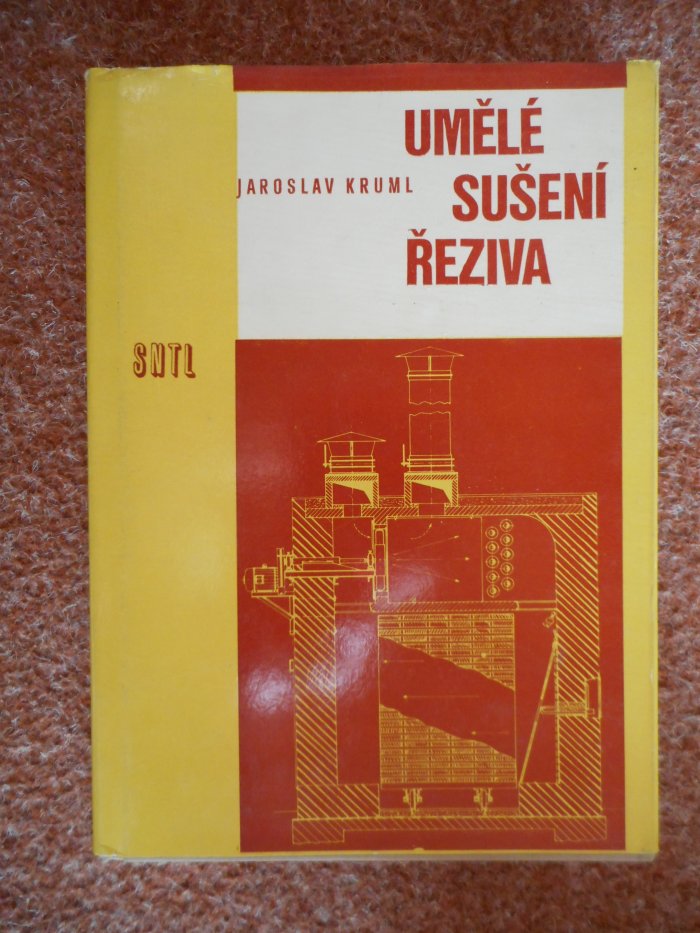 UMĚLÉ
JAROSLAV KRUML
SUŠENÍ
ŘEZIVA
SNTL